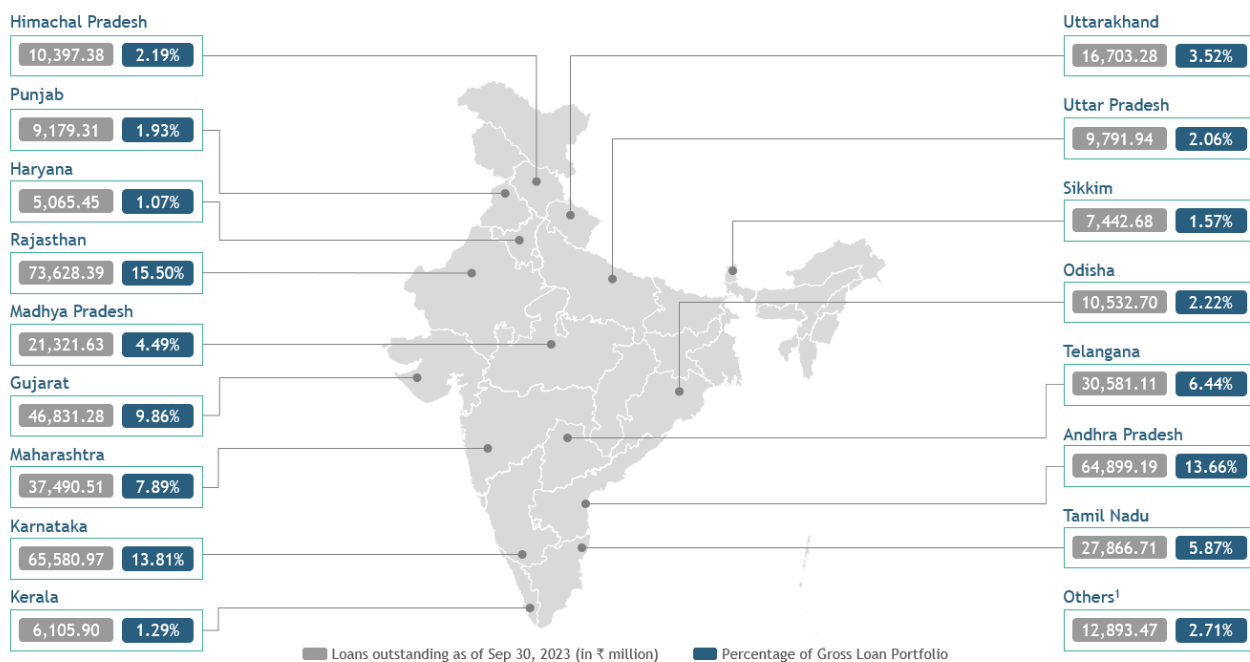 Himachal Pradesh
10,397.38 2.19%
Punjab
9,179.31 1.93%
Haryana
5,065.45 1.07%
Rajasthan
73,628.39 15.50%
Madhya Pradesh
21,321.63 4.49%
Gujarat
46,831.28 9.86%
Maharashtra
37,490.51 7.89%
Karnataka
65,580.97 13.81%
Kerala
6,105.90 1.29%
Uttarakhand
16,703.28 3.52%
Uttar Pradesh
9,791.94 2.06%
Sikkim
7,442.68 1.57%
Odisha
10,532.70 2.22%
Telangana
30,581.11 6.44%
Andhra Pradesh
64,899.19 13.66%
Tamil Nadu
27,866.71 5.87%
Others¹
12,893.47 2.71%
Loans outstanding as of Sep 30, 2023 (in ₹ million) Percentage of Gross Loan Portfolio